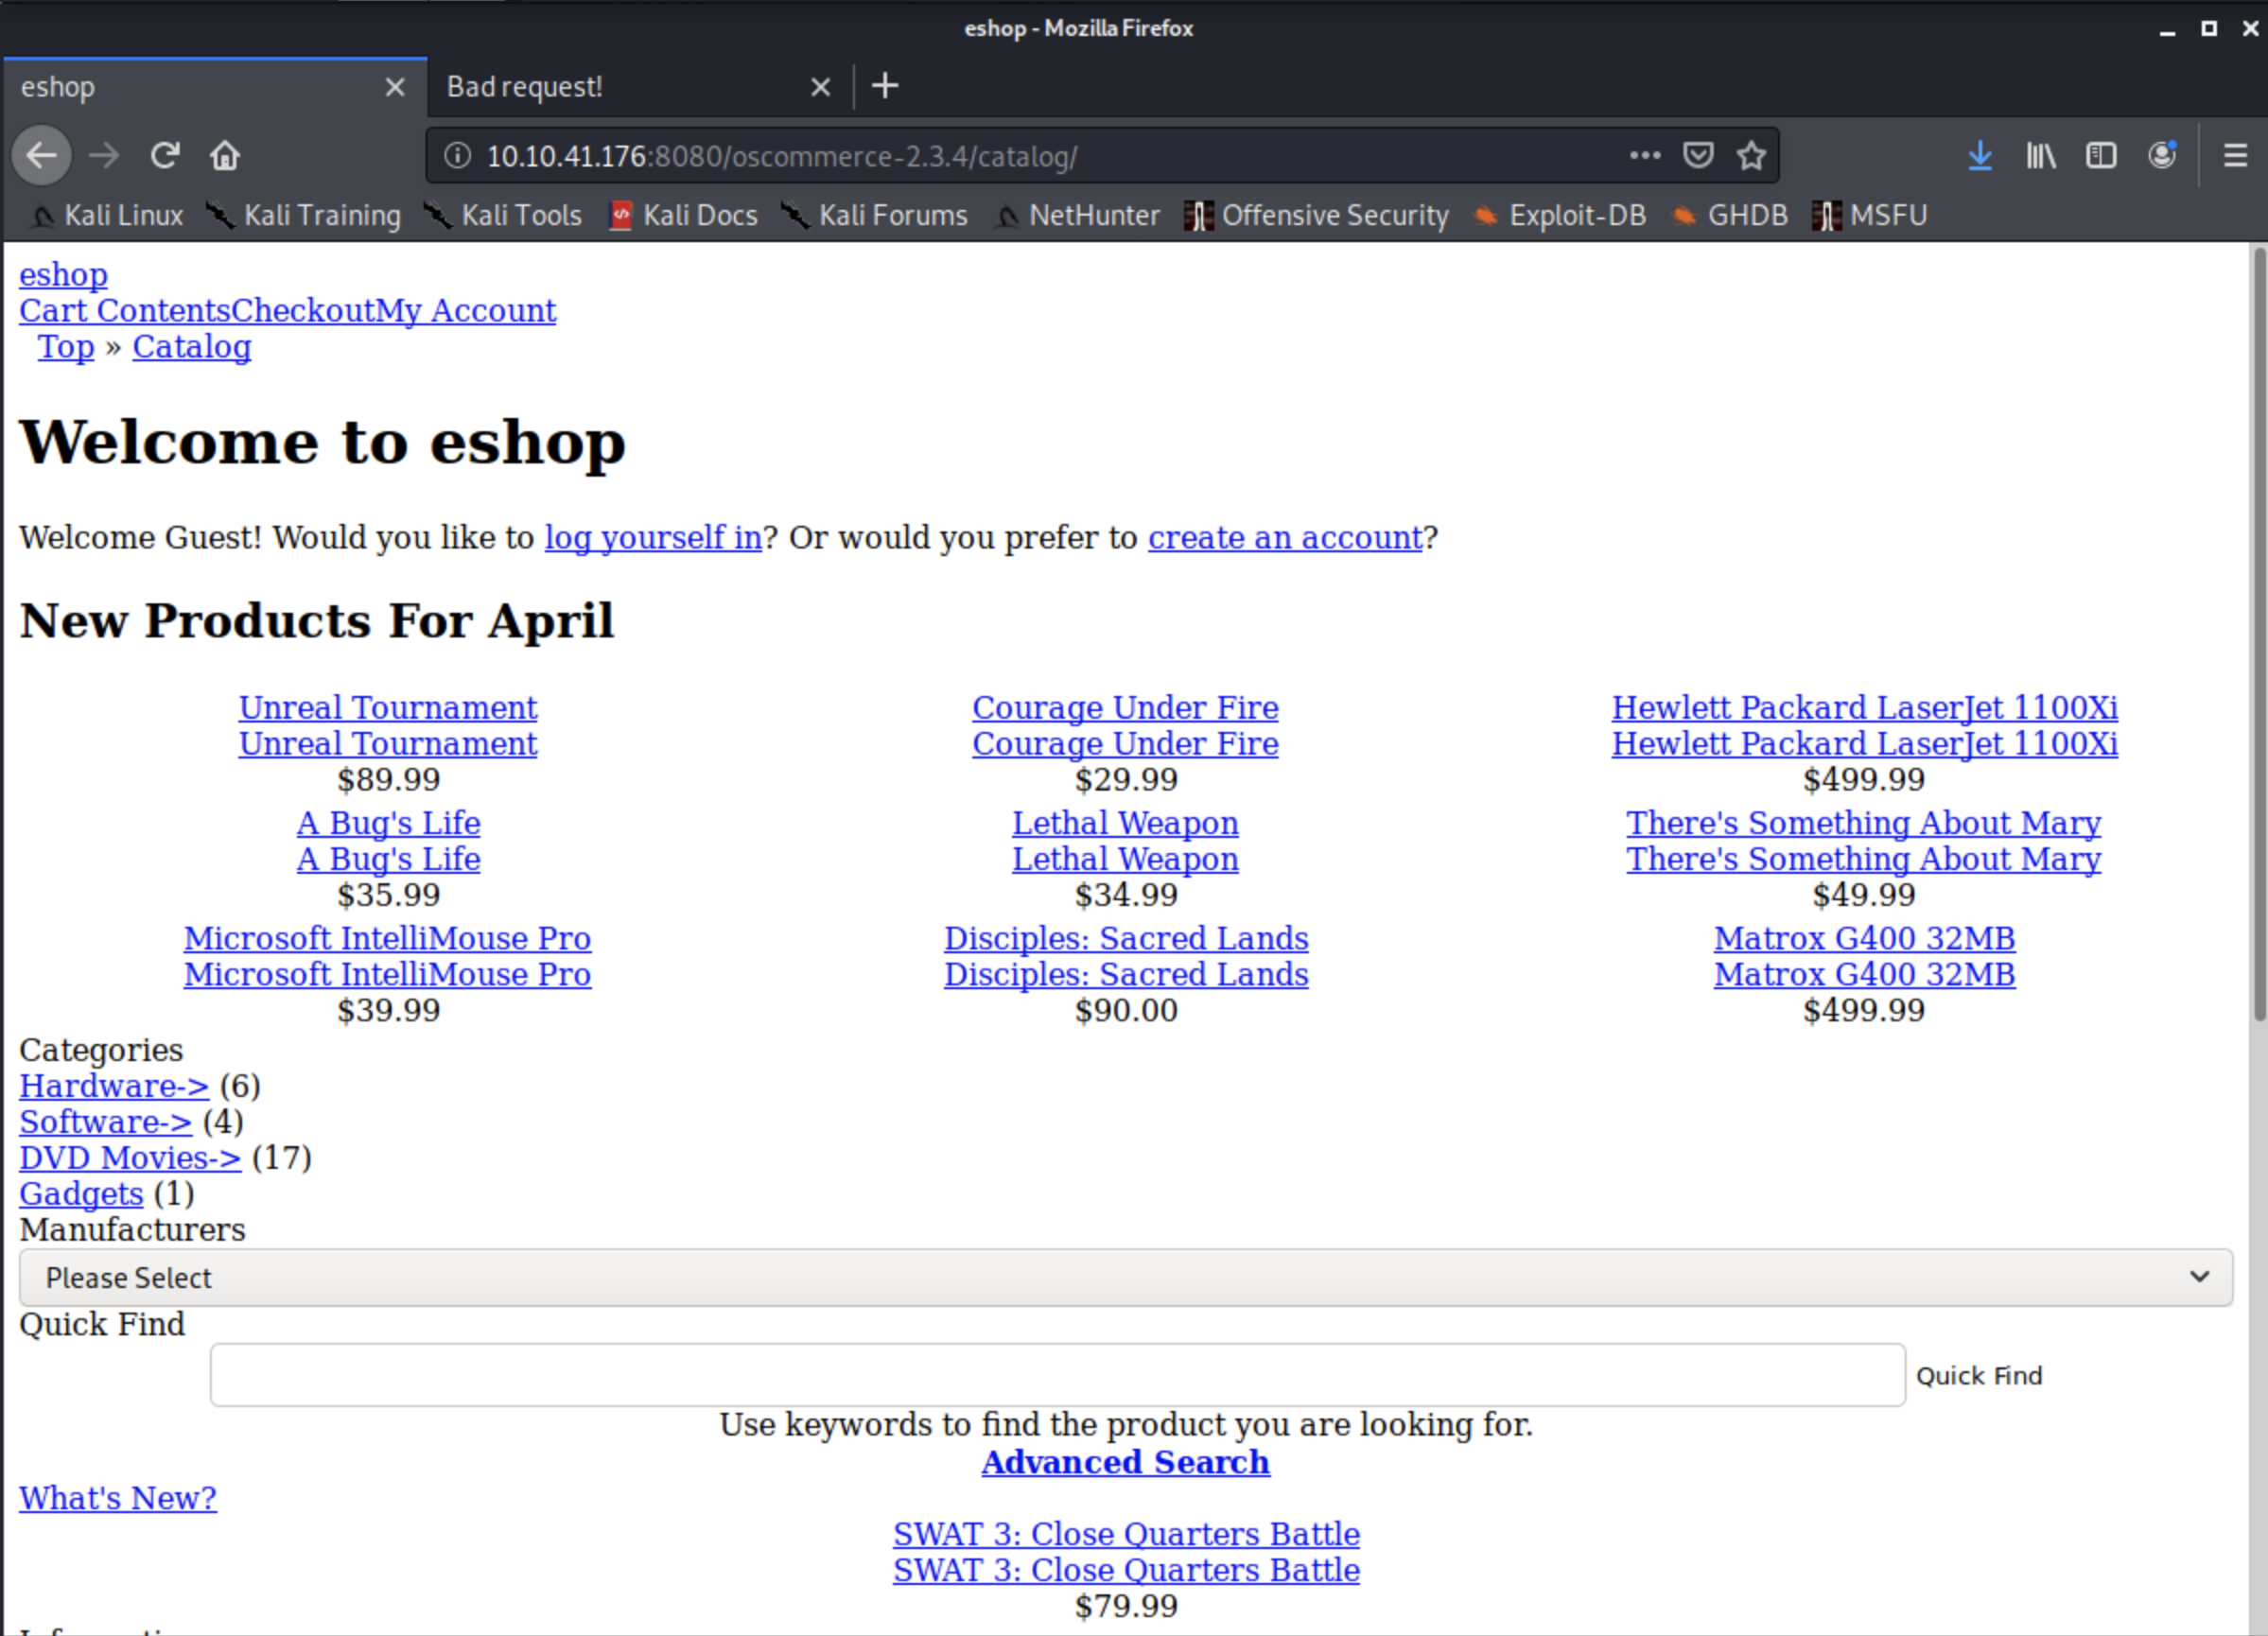 eshop - Mozilla Firefox
eshop
Bad request!
10.10.41.176:8080/oscommerce-2.3.4/catalog/
Kali Linux Kali Training Kali Tools Kali Docs Kali Forums NetHunter Offensive Security Exploit-DB GHDB MSFU
eshop
Cart ContentsCheckoutMy Account
Top » Catalog
Welcome to eshop
Welcome Guest! Would you like to log yourself in? Or would you prefer to create an account?
New Products For April
Unreal Tournament Courage Under Fire Hewlett Packard LaserJet 1100Xi
Unreal Tournament Courage Under Fire Hewlett Packard LaserJet 1100Xi
$89.99 $29.99 $499.99
A Bug's Life Lethal Weapon There's Something About Mary
A Bug's Life Lethal Weapon There's Something About Mary
$35.99 $34.99 $49.99
Microsoft IntelliMouse Pro Disciples: Sacred Lands Matrox G400 32MB
Microsoft IntelliMouse Pro Disciples: Sacred Lands Matrox G400 32MB
$39.99 $90.00 $499.99
Categories
Hardware-> (6)
Software-> (4)
DVD Movies-> (17)
Gadgets (1)
Manufacturers
Please Select
Quick Find
Quick Find
Use keywords to find the product you are looking for.
Advanced Search
What's New?
SWAT 3: Close Quarters Battle
SWAT 3: Close Quarters Battle
$79.99